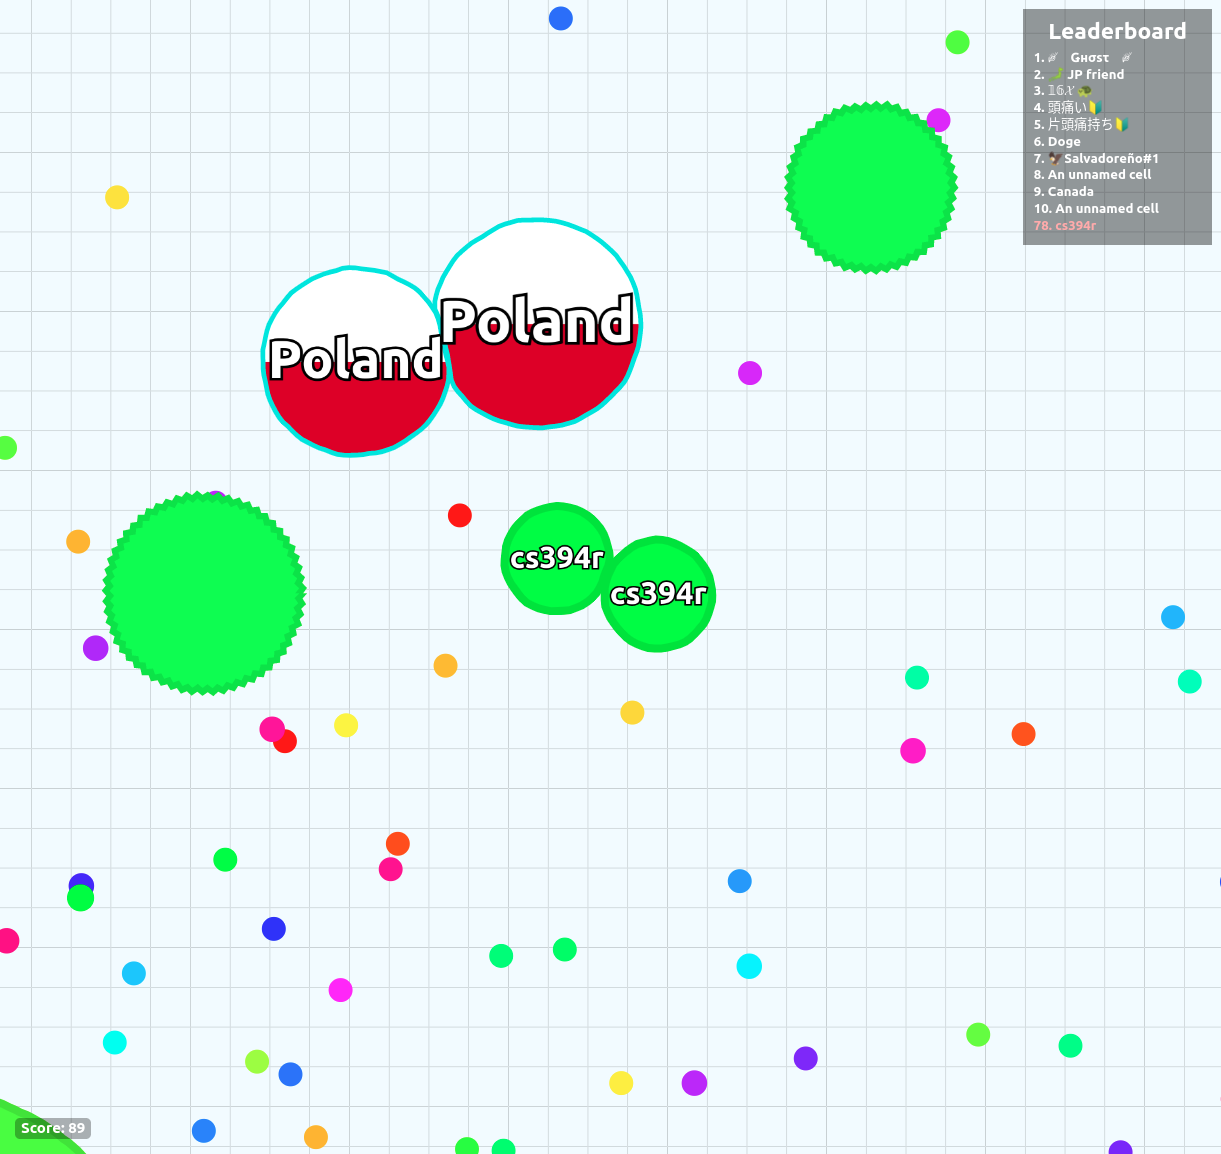 Leaderboard
1. Ghσsτ
2. JP friend
3. 𝟙𝟞.𝑋 🐢
4. 頭痛い🔰
5. 片頭痛持ち🔰
6. Doge
7. 🦅Salvadoreño#1
8. An unnamed cell
9. Canada
10. An unnamed cell
78. cs394r
Poland
Poland
cs394r
cs394r
Score: 89